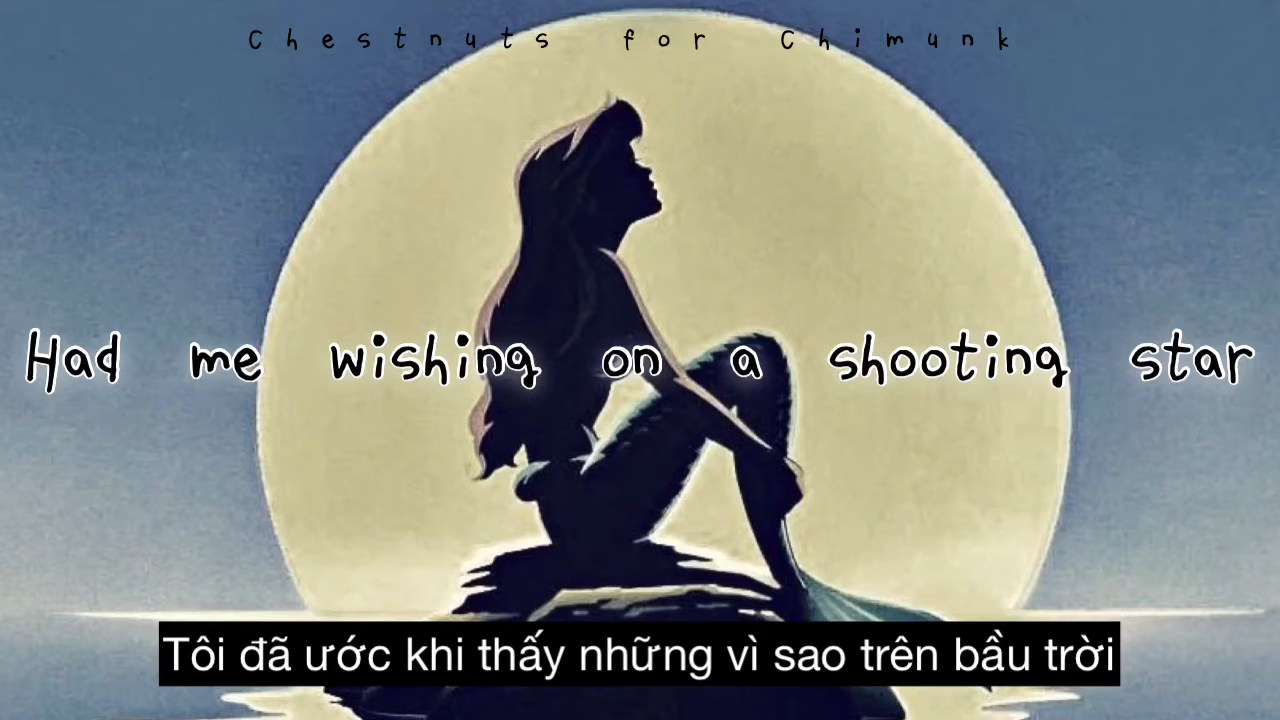 Chestnuts for Chimunk
Had me wishing on a shooting star
Tôi đã ước khi thấy những vì sao trên bầu trời